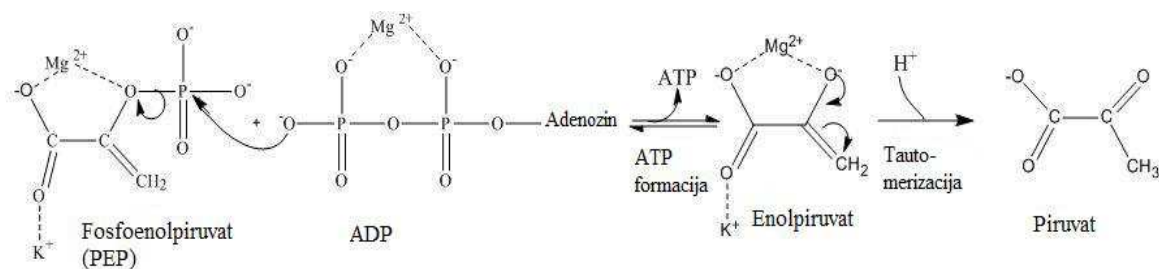 Mg 2+
O-
-O
O
P
O-
O
O
CH2
K+
Fosfoenolpiruvat
(PEP)
+
Mg 2+
O-
O-
-O
P
O
P
O
Adenozin
O
O
ADP
ATP
ATP
formacija
Mg2+
-O
O-
O
CH2
K+
Enolpiruvat
H+
Tauto-
merizacija
-O
O
C
C
O
CH3
Piruvat